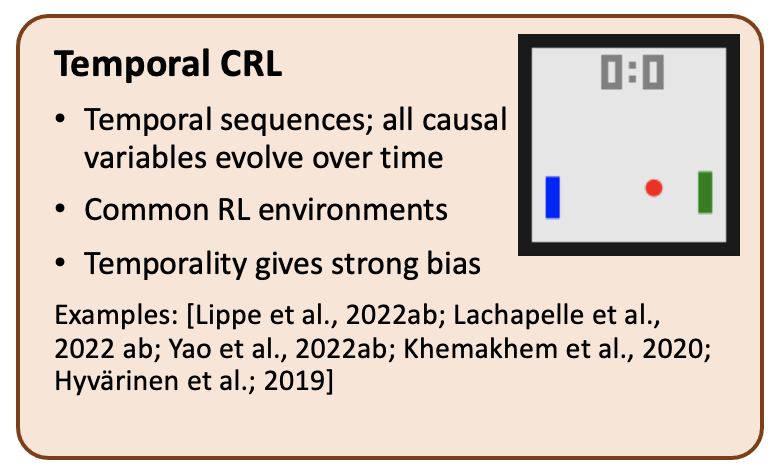 Temporal CRL
0:0
• Temporal sequences; all causal
variables evolve over time
• Common RL environments
• Temporality gives strong bias
Examples: [Lippe et al., 2022ab; Lachapelle et al.,
2022 ab; Yao et al., 2022ab; Khemakhem et al., 2020;
Hyvärinen et al.; 2019]